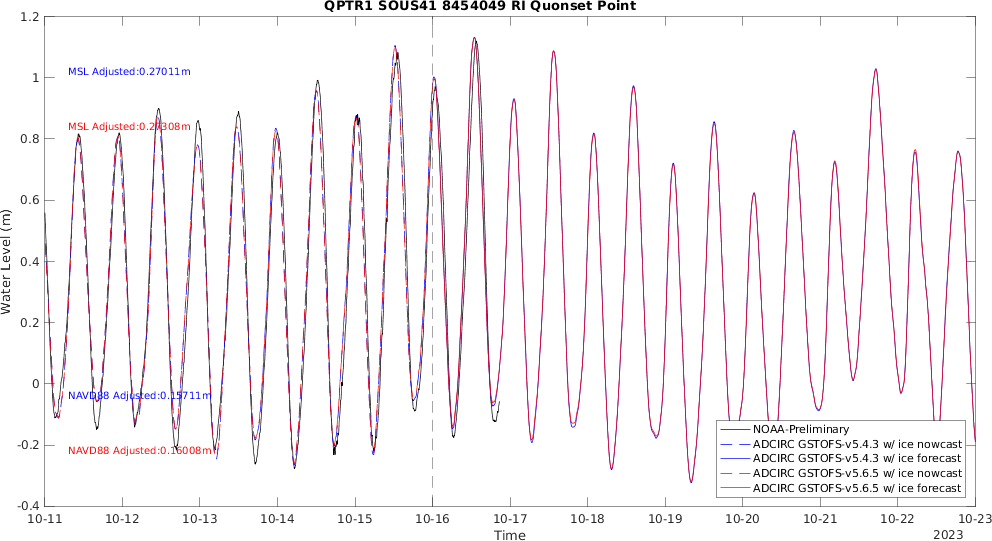 QPTR1 SOUS41 8454049 RI Quonset Point
1.2
1
0.8
0.6
0.4
0.2
0
-0.2
-0.4
Water Level (m)
MSL Adjusted:0.27011m
MSL Adjusted:0.27308m
NAVD88 Adjusted:0.15711m
NAVD88 Adjusted:0.16008m
NOAA-Preliminary
ADCIRC GSTOFS-v5.4.3 w/ ice nowcast
ADCIRC GSTOFS-v5.4.3 w/ ice forecast
ADCIRC GSTOFS-v5.6.5 w/ ice nowcast
ADCIRC GSTOFS-v5.6.5 w/ ice forecast
10-11 10-12 10-13 10-14 10-15 10-16 10-17 10-18 10-19 10-20 10-21 10-22 10-23
Time
2023